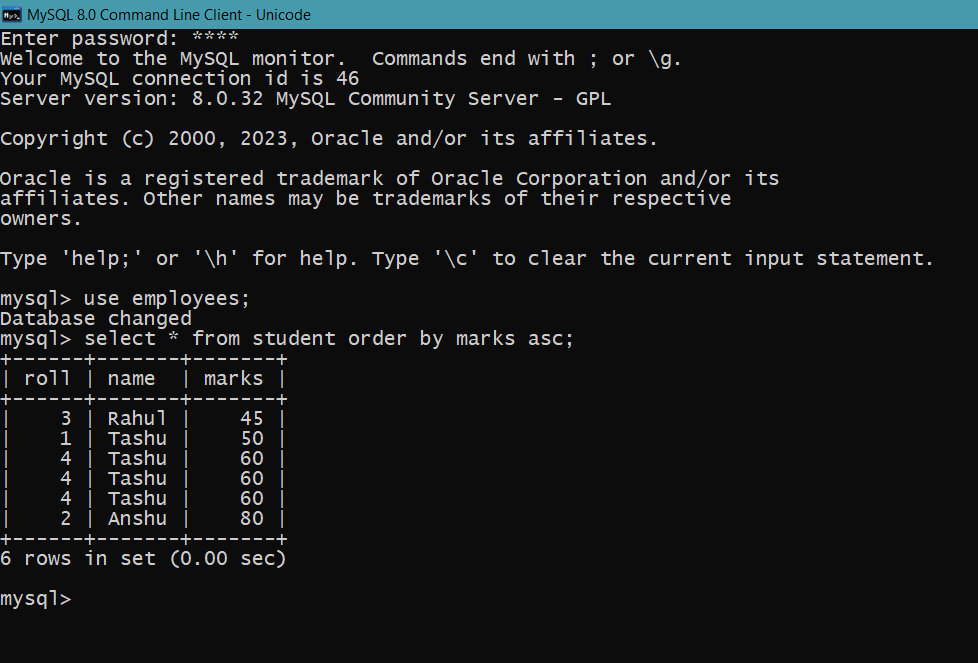 MySQL 8.0 Command Line Client - Unicode
Enter password: ****
Welcome to the MySQL monitor.  Commands end with ; or \g.
Your MySQL connection id is 46
Server version: 8.0.32 MySQL Community Server - GPL
Copyright (c) 2000, 2023, Oracle and/or its affiliates.
Oracle is a registered trademark of Oracle Corporation and/or its
affiliates. Other names may be trademarks of their respective
owners.
Type 'help;' or '\h' for help. Type '\c' to clear the current input statement.
mysql> use employees;
Database changed
mysql> select * from student order by marks asc;
+------+-------+-------+
| roll | name  | marks |
+------+-------+-------+
|    3 | Rahul |    45 |
|    1 | Tashu |    50 |
|    4 | Tashu |    60 |
|    4 | Tashu |    60 |
|    4 | Tashu |    60 |
|    2 | Anshu |    80 |
+------+-------+-------+
6 rows in set (0.00 sec)
mysql>